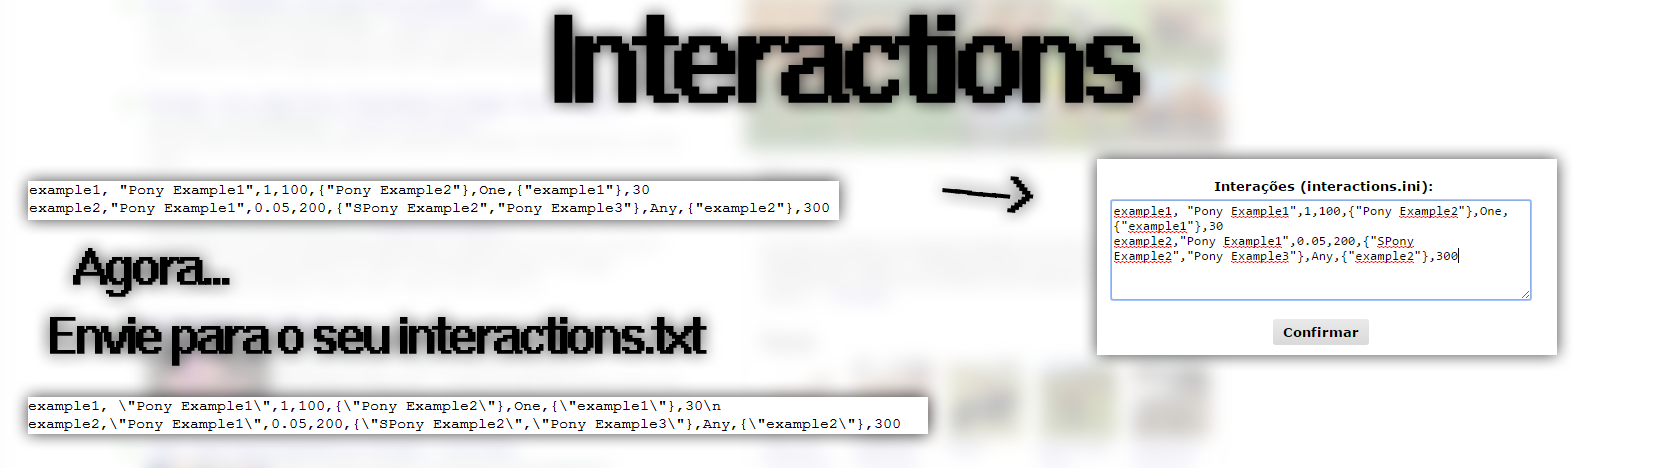 Interactions
example1, "Pony Example1",1,100,{"Pony Example2"},One,{"example1"},30
example2,"Pony Example1",0.05,200,{"SPony Example2","Pony Example3"},Any,{"example2"},300
Interações (interactions.ini):
example1, "Pony Example1",1,100,{"Pony Example2"},One,
{"example1"},30
example2,"Pony Example1",0.05,200,{"SPony
Example2","Pony Example3"},Any,{"example2"},300
Confirmar
Agora...
Envie para o seu interactions.txt
example1, \"Pony Example1\",1,100,{\"Pony Example2\"},One,{\"example1\"},30\n
example2,\"Pony Example1\",0.05,200,{\"SPony Example2\",\"Pony Example3\"},Any,{\"example2\"},300